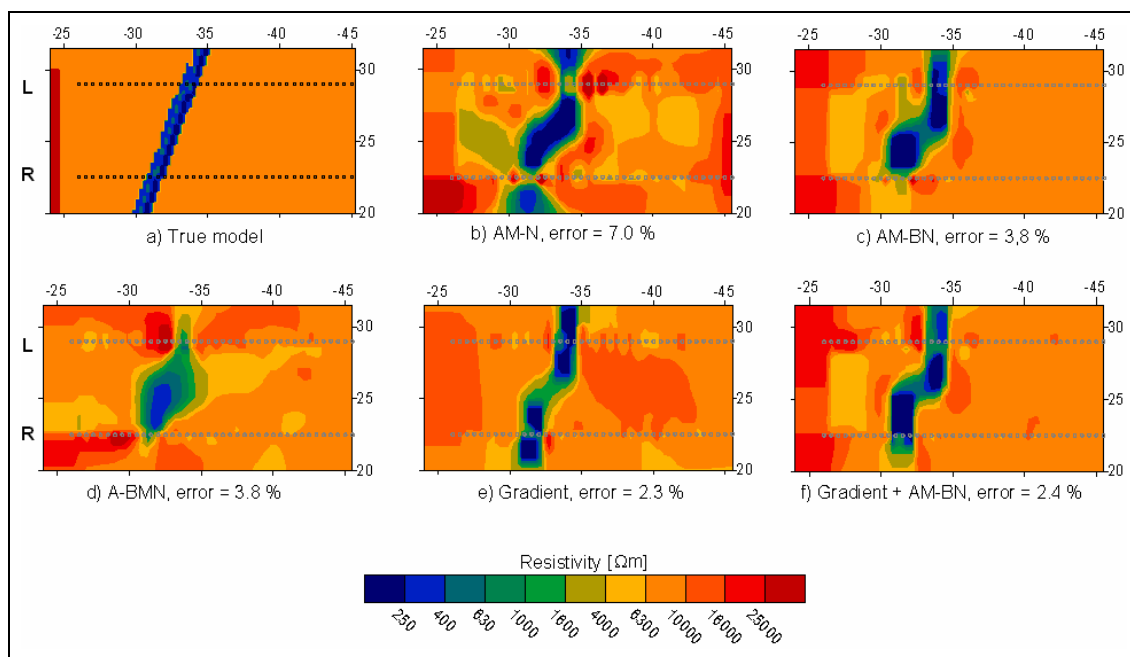 -25 -30 -35 -40 -45
-25 -30 -35 -40 -45
-25 -30 -35 -40 -45
L
R
30
25
20
30
25
20
30
25
20
a) True model
b) AM-N, error = 7.0 %
c) AM-BN, error = 3,8 %
-25 -30 -35 -40 -45
-25 -30 -35 -40 -45
-25 -30 -35 -40 -45
L
R
30
25
20
30
25
20
30
25
20
d) A-BMN, error = 3.8 %
e) Gradient, error = 2.3 %
f) Gradient + AM-BN, error = 2.4 %
Resistivity [Ωm]
250 400 630 1000 1600 4000 6300 10000 16000 25000